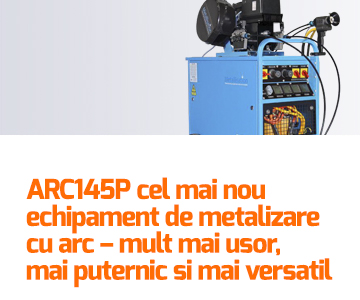 ARC145P cel mai nou
echipament de metalizare
cu arc – mult mai usor,
mai puternic si mai versatil